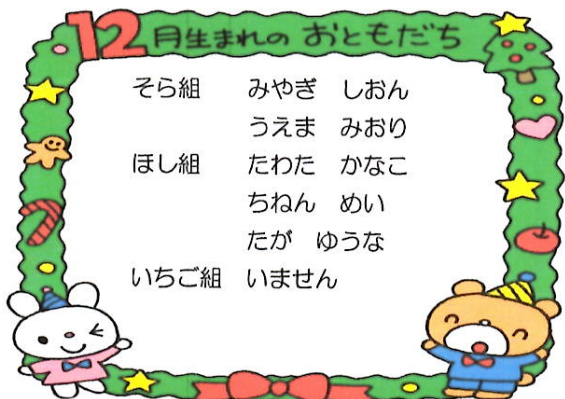 12月生まれの おともだち
そら組 みやぎ しおん
うえま みおり
ほし組 たわた かなこ
ちねん めい
たが ゆうな
いちご組 いません